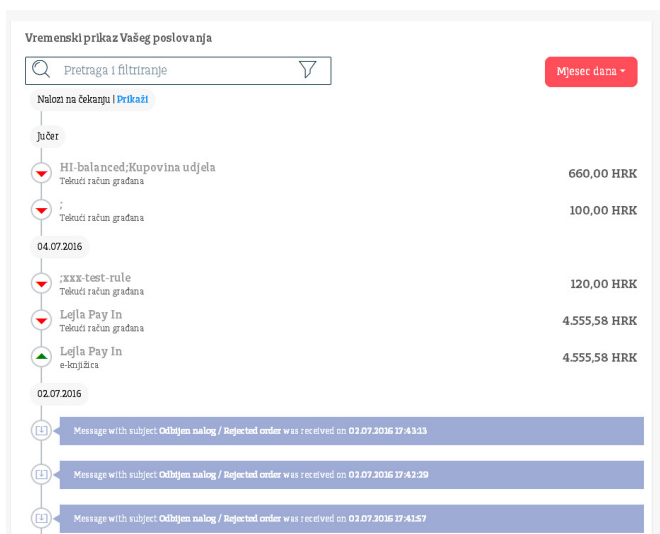 Vremenski prikaz Vašeg poslovanja
Pretraga i filtriranje
Mjesec dana
Nalozi na čekanju | Prikaži
Jučer
HI-balanced;Kupovina udjela
Tekući račun građana
660,00 HRK
;
Tekući račun građana
100,00 HRK
04.07.2016
;xxx-test-rule
Tekući račun građana
120,00 HRK
Lejla Pay In
Tekući račun građana
4.555,58 HRK
Lejla Pay In
e-knjižica
4.555,58 HRK
02.07.2016
Message with subject Odbijen nalog / Rejected order was received on 02.07.2016 17:43:13
Message with subject Odbijen nalog / Rejected order was received on 02.07.2016 17:42:29
Message with subject Odbijen nalog / Rejected order was received on 02.07.2016 17:41:57